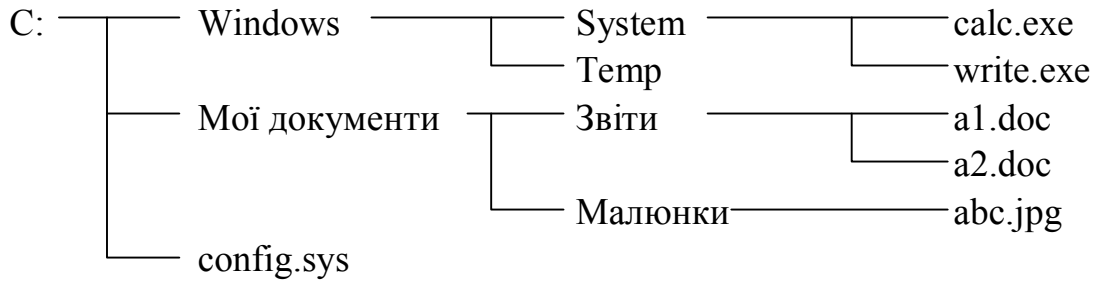 C: Windows System calc.exe
Temp write.exe
Мої документи Звіти a1.doc
a2.doc
Малюнки abc.jpg
config.sys